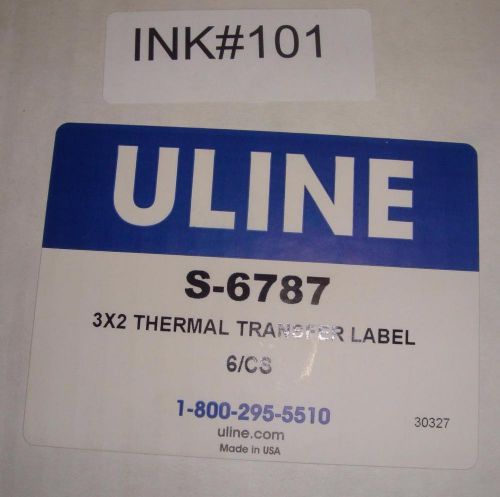 INK#101
ULINE
S-6787
3X2 THERMAL TRANSFER LABEL
6/CS
1-800-295-5510
uline.com
Made in USA
30327